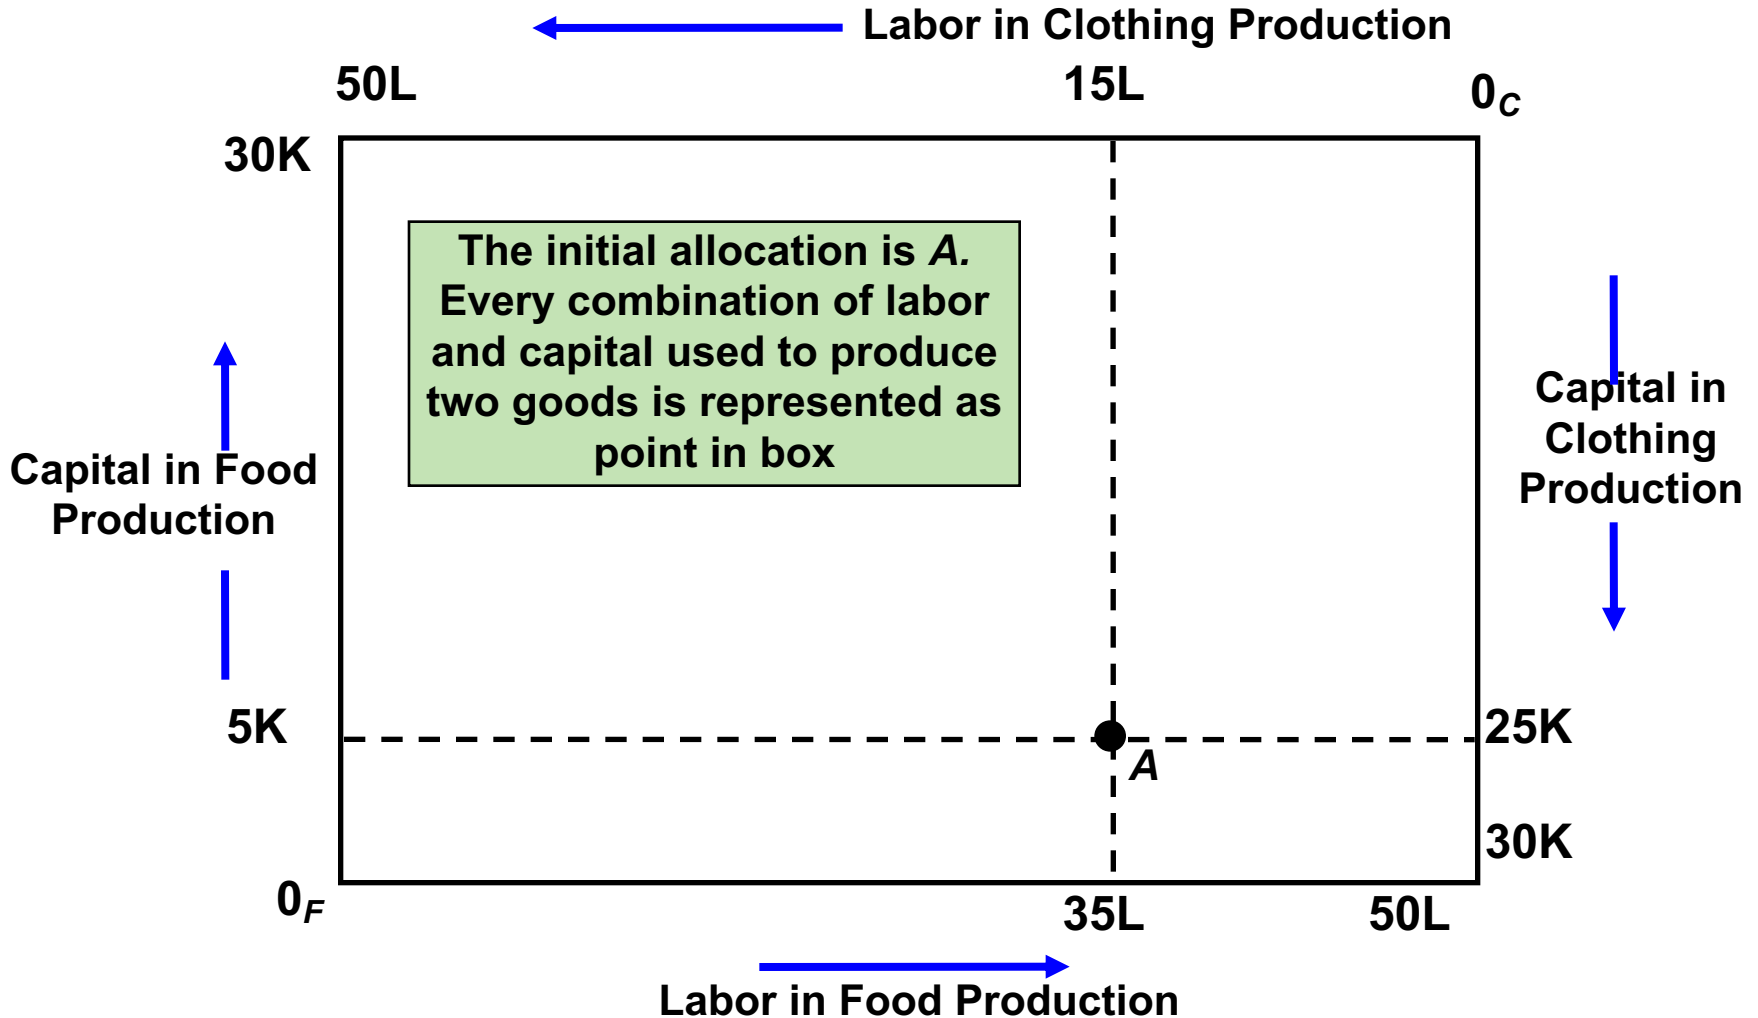 Labor in Clothing Production
50L
15L
0C
30K
The initial allocation is A.
Every combination of labor
and capital used to produce
two goods is represented as
point in box
Capital in Food
Production
Capital in
Clothing
Production
5K
25K
A
30K
0F
35L
50L
Labor in Food Production